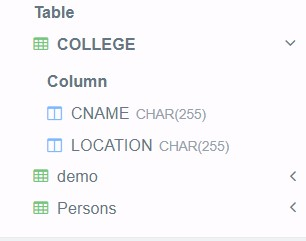 Table
COLLEGE
Column
CNAME CHAR(255)
LOCATION CHAR(255)
demo
Persons